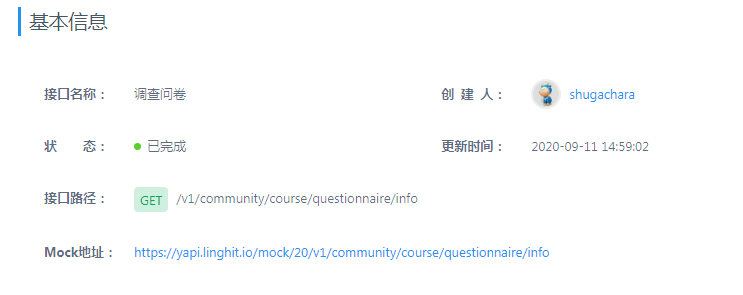 基本信息
接口名称： 调查问卷 创 建 人： shugachara
状 态： 已完成 更新时间： 2020-09-11 14:59:02
接口路径： GET /v1/community/course/questionnaire/info
Mock地址： https://yapi.linghit.io/mock/20/v1/community/course/questionnaire/info